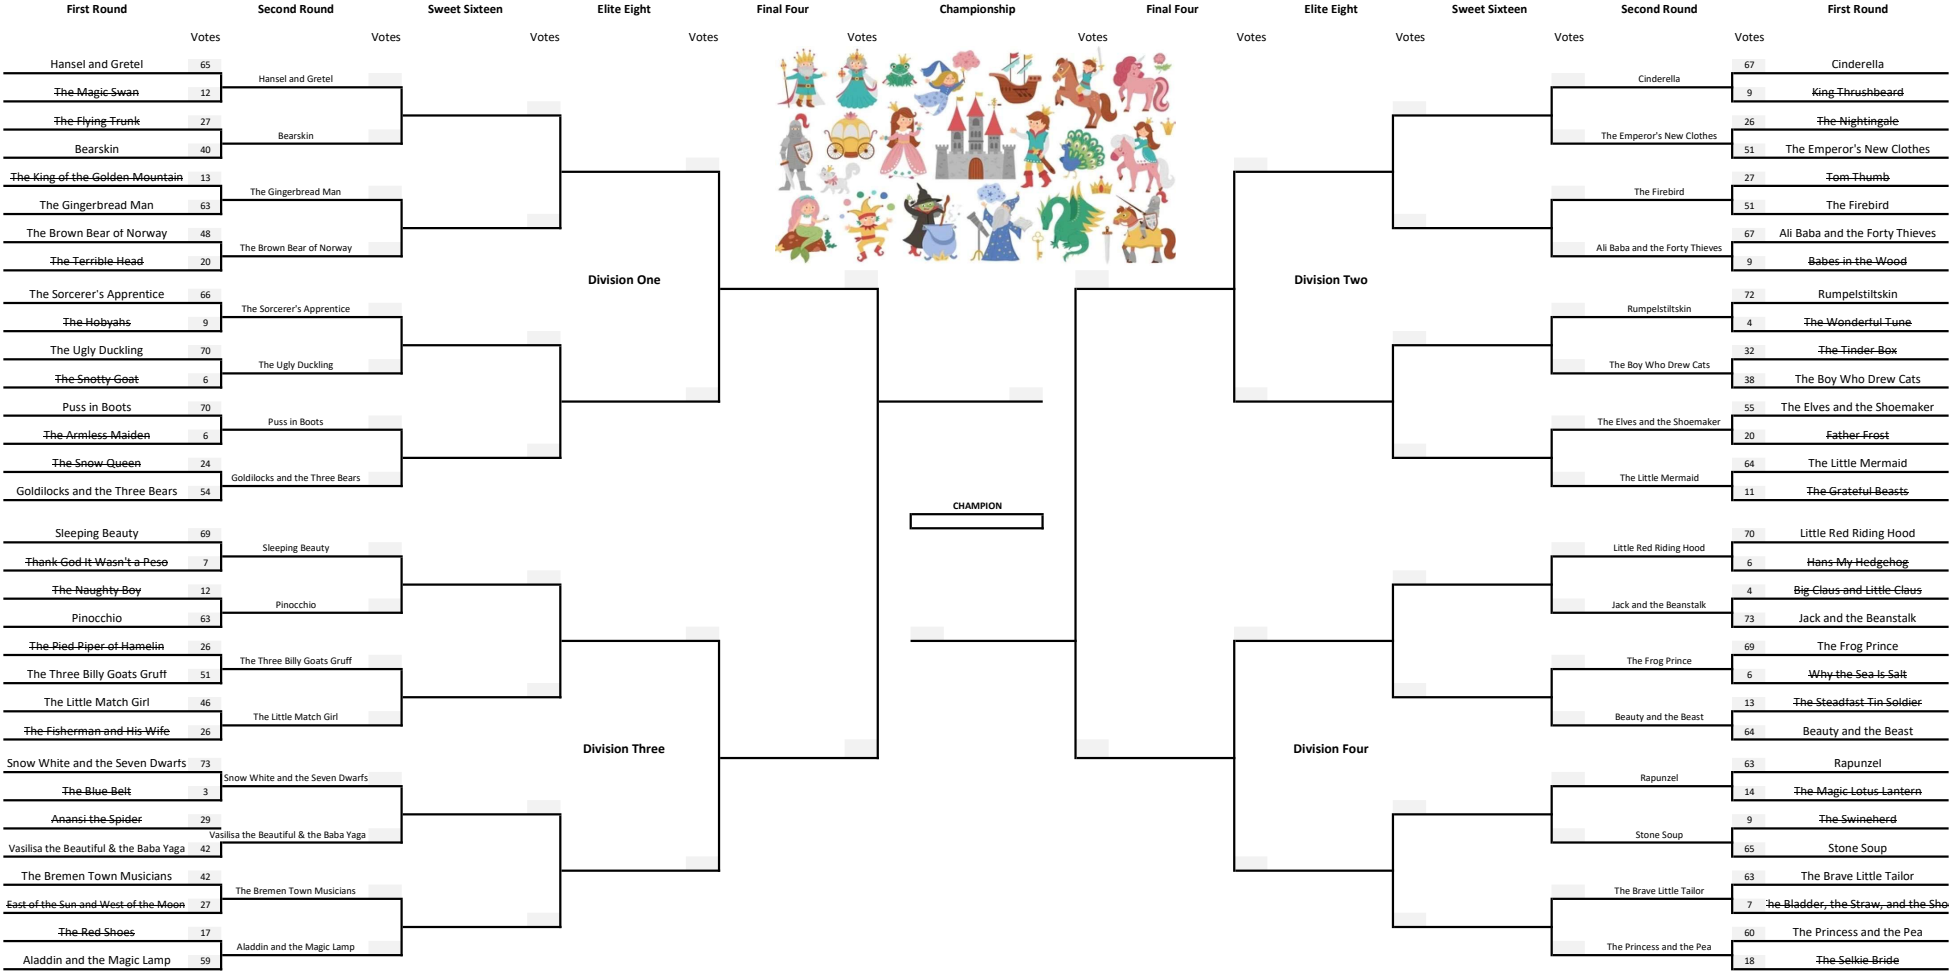 First Round Second Round Sweet Sixteen Elite Eight Final Four Championship Final Four Elite Eight Sweet Sixteen Second Round First Round
Votes Votes Votes Votes Votes Votes Votes Votes Votes Votes
Hansel and Gretel 65
Hansel and Gretel
The Magic Swan 12
The Flying Trunk 27
Bearskin
Bearskin 40
The King of the Golden Mountain 13
The Gingerbread Man
The Gingerbread Man 63
The Brown Bear of Norway 48
The Brown Bear of Norway
The Terrible Head 20
Division One
The Sorcerer's Apprentice 66
The Sorcerer's Apprentice
The Hobyahs 9
The Ugly Duckling 70
The Ugly Duckling
The Snotty Goat 6
Puss in Boots 70
Puss in Boots
The Armless Maiden 6
The Snow Queen 24
Goldilocks and the Three Bears
Goldilocks and the Three Bears 54
Sleeping Beauty 69
Sleeping Beauty
Thank God It Wasn't a Peso 7
The Naughty Boy 12
Pinocchio
Pinocchio 63
The Pied Piper of Hamelin 26
The Three Billy Goats Gruff
The Three Billy Goats Gruff 51
The Little Match Girl 46
The Little Match Girl
The Fisherman and His Wife 26
Division Three
Snow White and the Seven Dwarfs 73
Snow White and the Seven Dwarfs
The Blue Belt 3
Anansi the Spider 29
Vasilisa the Beautiful & the Baba Yaga
Vasilisa the Beautiful & the Baba Yaga 42
The Bremen Town Musicians 42
The Bremen Town Musicians
East of the Sun and West of the Moon 27
The Red Shoes 17
Aladdin and the Magic Lamp
Aladdin and the Magic Lamp 59
CHAMPION
67 Cinderella
Cinderella
9 King Thrushbeard
26 The Nightingale
The Emperor's New Clothes
51 The Emperor's New Clothes
27 Tom Thumb
The Firebird
51 The Firebird
67 Ali Baba and the Forty Thieves
Ali Baba and the Forty Thieves
9 Babes in the Wood
Division Two
72 Rumpelstiltskin
Rumpelstiltskin
4 The Wonderful Tune
32 The Tinder Box
The Boy Who Drew Cats
38 The Boy Who Drew Cats
55 The Elves and the Shoemaker
The Elves and the Shoemaker
20 Father Frost
64 The Little Mermaid
The Little Mermaid
11 The Grateful Beasts
70 Little Red Riding Hood
Little Red Riding Hood
6 Hans My Hedgehog
4 Big Claus and Little Claus
Jack and the Beanstalk
73 Jack and the Beanstalk
69 The Frog Prince
The Frog Prince
6 Why the Sea Is Salt
13 The Steadfast Tin Soldier
Beauty and the Beast
64 Beauty and the Beast
Division Four
63 Rapunzel
Rapunzel
14 The Magic Lotus Lantern
9 The Swineherd
Stone Soup
65 Stone Soup
63 The Brave Little Tailor
The Brave Little Tailor
7 he Bladder, the Straw, and the Sho
60 The Princess and the Pea
The Princess and the Pea
18 The Selkie Bride